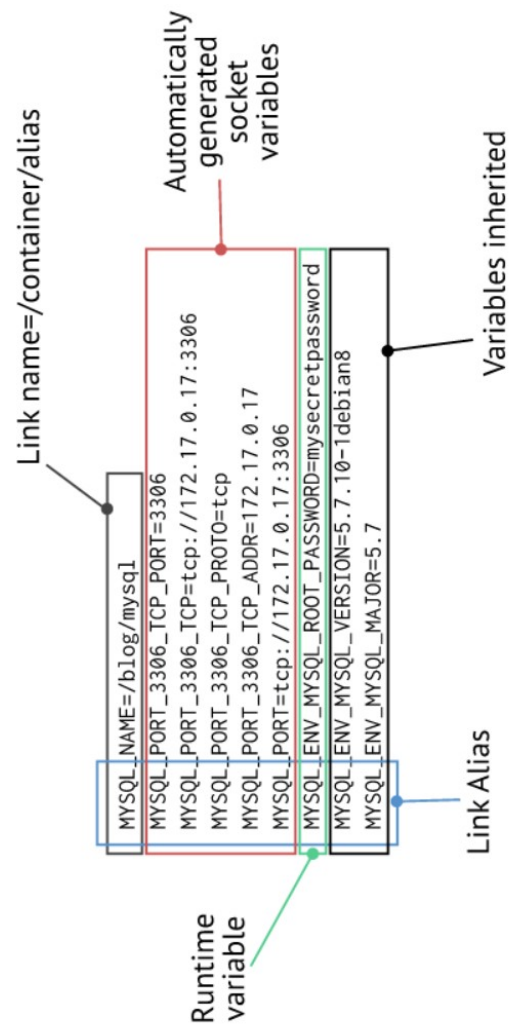 Link name=/container/alias
Automatically
generated
socket
variables
MYSQL_NAME=/blog/mysql
MYSQL_PORT_3306_TCP_PORT=3306
MYSQL_PORT_3306_TCP=tcp://172.17.0.17:3306
MYSQL_PORT_3306_TCP_PROTO=tcp
MYSQL_PORT_3306_TCP_ADDR=172.17.0.17
MYSQL_PORT=tcp://172.17.0.17:3306
MYSQL_ENV_MYSQL_ROOT_PASSWORD=mysecretpassword
MYSQL_ENV_MYSQL_VERSION=5.7.10-1debian8
MYSQL_ENV_MYSQL_MAJOR=5.7
Runtime
variable
Link Alias
Variables inherited